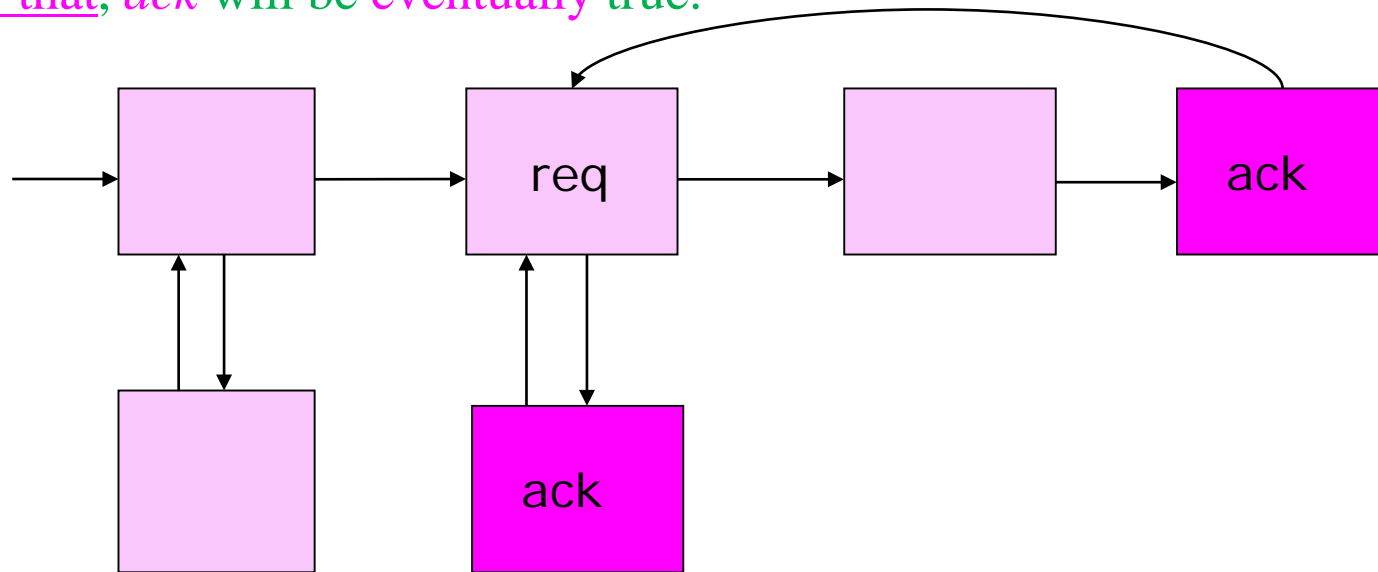 that, ack will be eventually true.
req
ack
ack